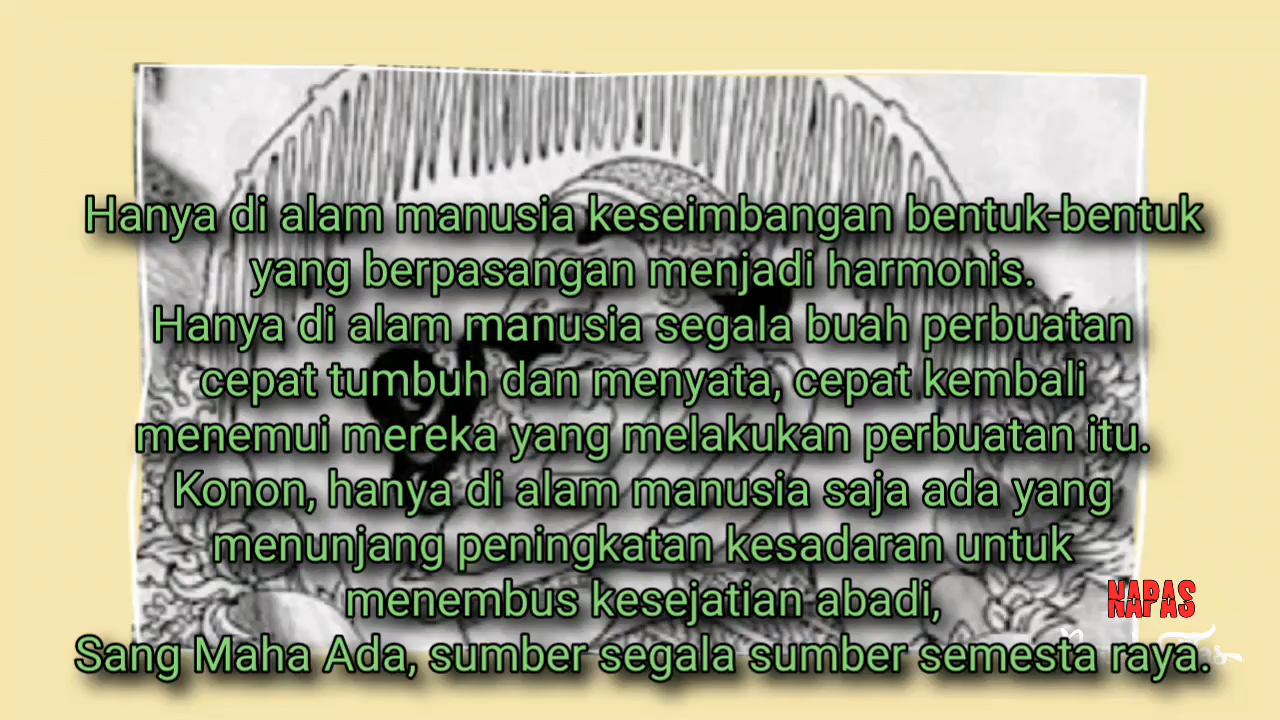 Hanya di alam manusia keseimbangan bentuk-bentuk
yang berpasangan menjadi harmonis.
Hanya di alam manusia segala buah perbuatan
cepat tumbuh dan menyata, cepat kembali
menemui mereka yang melakukan perbuatan itu.
Konon, hanya di alam manusia saja ada yang
menunjang peningkatan kesadaran untuk
menembus kesejatian abadi,
NAPAS
Sang Maha Ada, sumber segala sumber semesta raya.